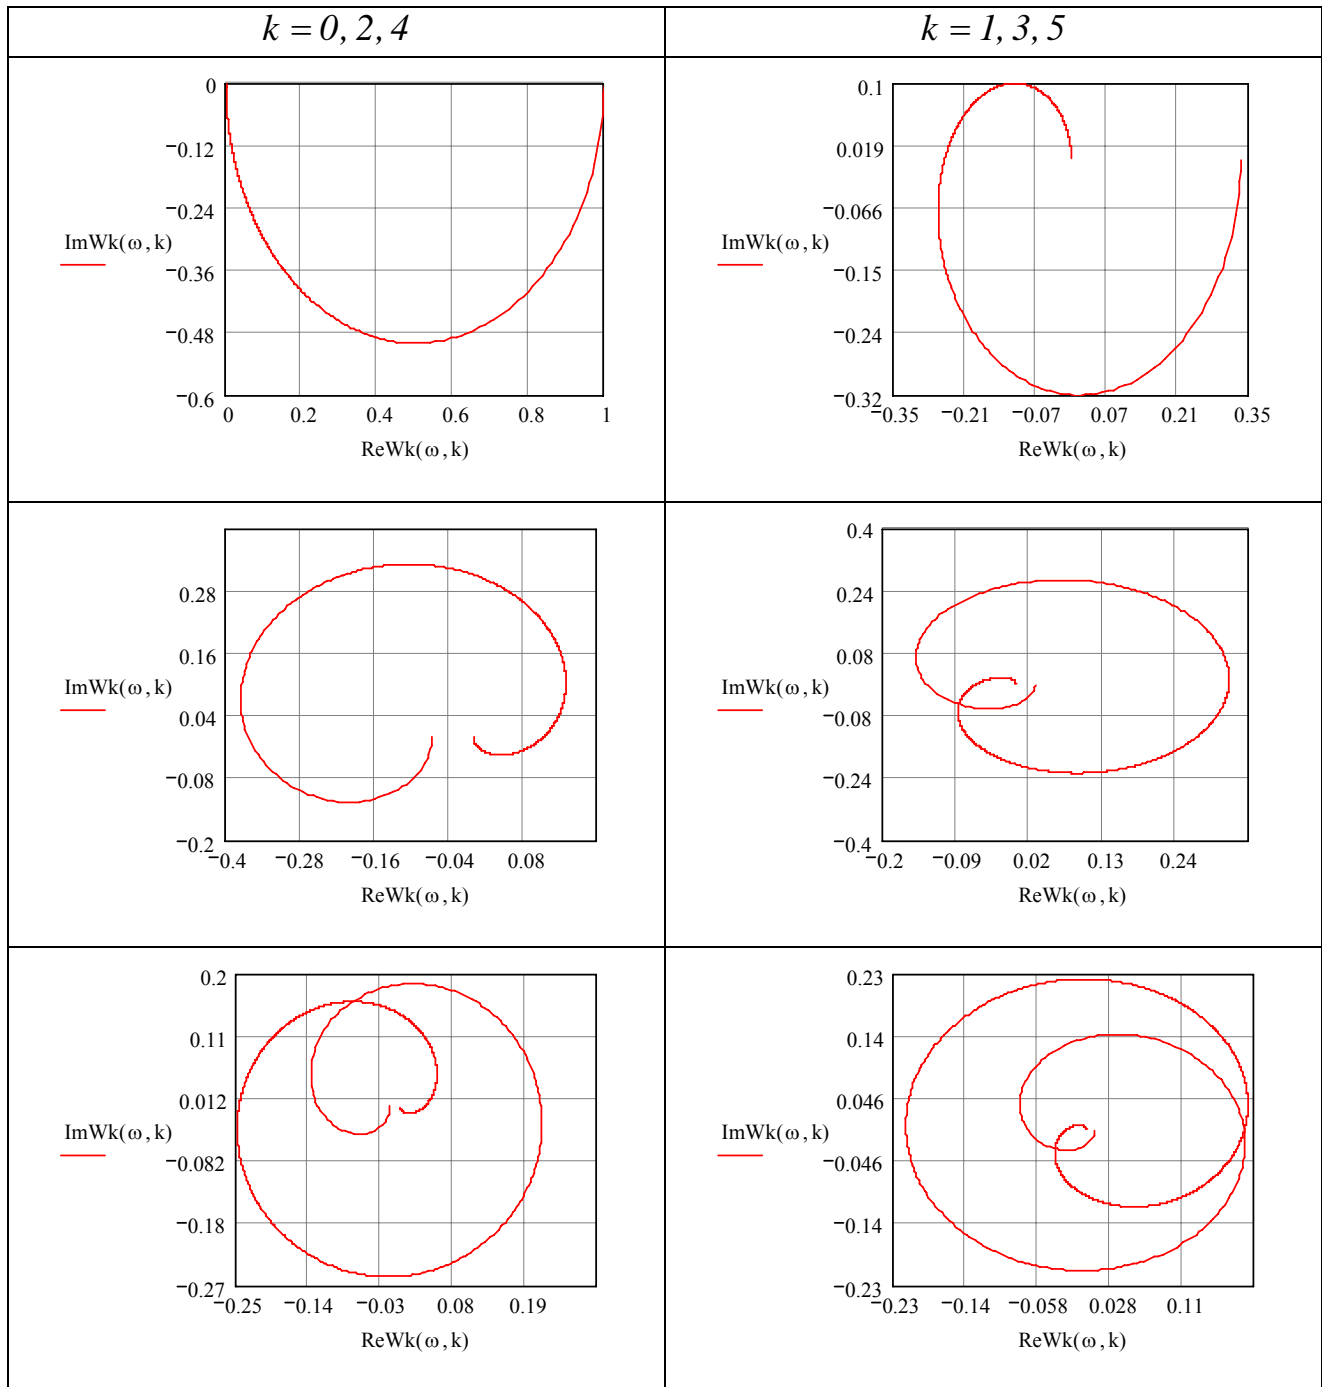 k = 0, 2, 4
k = 1, 3, 5
0
−0.12
−0.24
−0.36
−0.48
−0.6
ImWk(ω, k)
0 0.2 0.4 0.6 0.8 1
ReWk(ω, k)
0.1
0.019
−0.066
−0.15
−0.24
−0.32
ImWk(ω, k)
−0.35 −0.21 −0.07 0.07 0.21 0.35
ReWk(ω, k)
0.28
0.16
0.04
−0.08
−0.2
ImWk(ω, k)
−0.4 −0.28 −0.16 −0.04 0.08
ReWk(ω, k)
0.4
0.24
0.08
−0.08
−0.24
−0.4
ImWk(ω, k)
−0.2 −0.09 0.02 0.13 0.24
ReWk(ω, k)
0.2
0.11
0.012
−0.082
−0.18
−0.27
ImWk(ω, k)
−0.25 −0.14 −0.03 0.08 0.19
ReWk(ω, k)
0.23
0.14
0.046
−0.046
−0.14
−0.23
ImWk(ω, k)
−0.23 −0.14 −0.058 0.028 0.11
ReWk(ω, k)